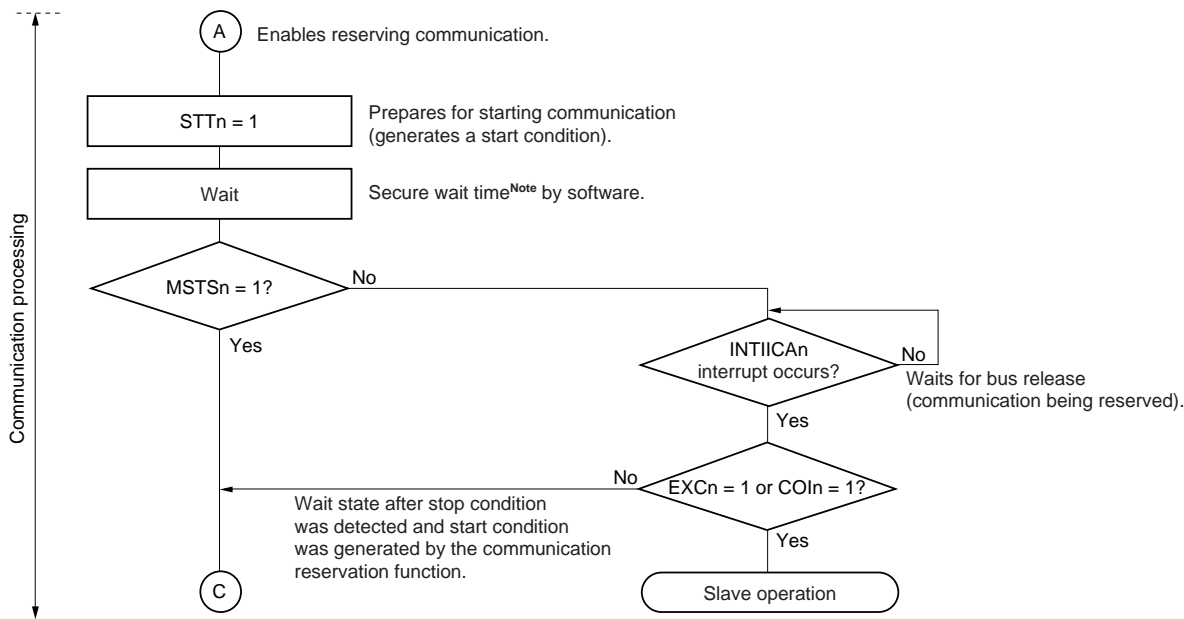 A
Enables reserving communication.
STTn = 1
Prepares for starting communication
(generates a start condition).
Wait
Secure wait timeNote by software.
Communication processing
MSTSn = 1?
No
Yes
INTIICAn
interrupt occurs?
No
Waits for bus release
(communication being reserved).
Yes
EXCn = 1 or COIn = 1?
No
Wait state after stop condition
was detected and start condition
was generated by the communication
reservation function.
Yes
C
Slave operation